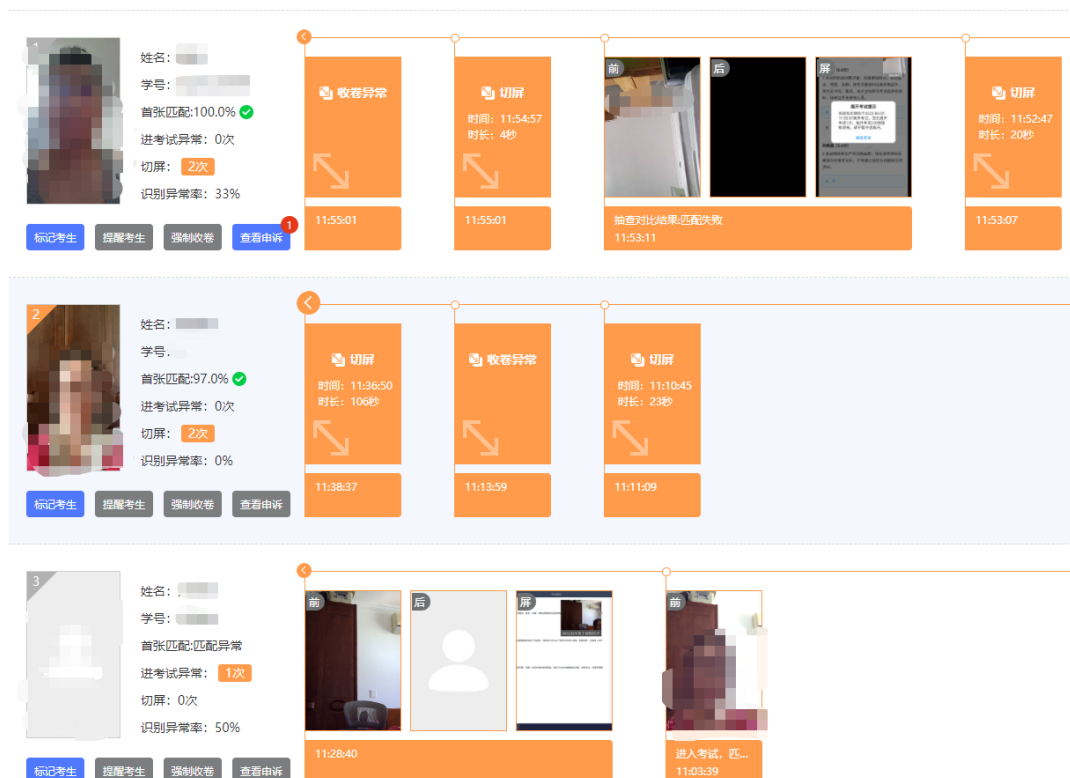 1
姓名：
学号：
首张匹配:100.0%
进考试异常：0次
切屏：2次
识别异常率：33%
标记考生
提醒考生
强制收卷
查看申诉
1
收卷异常
11:55:01
切屏
时间：11:54:57
时长：4秒
11:55:01
前
后
屏
离开考试提示
抽查对比结果:匹配失败
11:53:11
切屏
时间：11:52:47
时长：20秒
11:53:07
2
姓名：
学号.
首张匹配:97.0%
进考试异常：0次
切屏：2次
识别异常率：0%
标记考生
提醒考生
强制收卷
查看申诉
切屏
时间：11:36:50
时长：106秒
11:38:37
收卷异常
11:13:59
切屏
时间：11:10:45
时长：23秒
11:11:09
3
姓名：
学号：
首张匹配:匹配异常
进考试异常：1次
切屏：0次
识别异常率：50%
标记考生
提醒考生
强制收卷
查看申诉
前
后
屏
11:28:40
前
进入考试，匹...
11:03:39